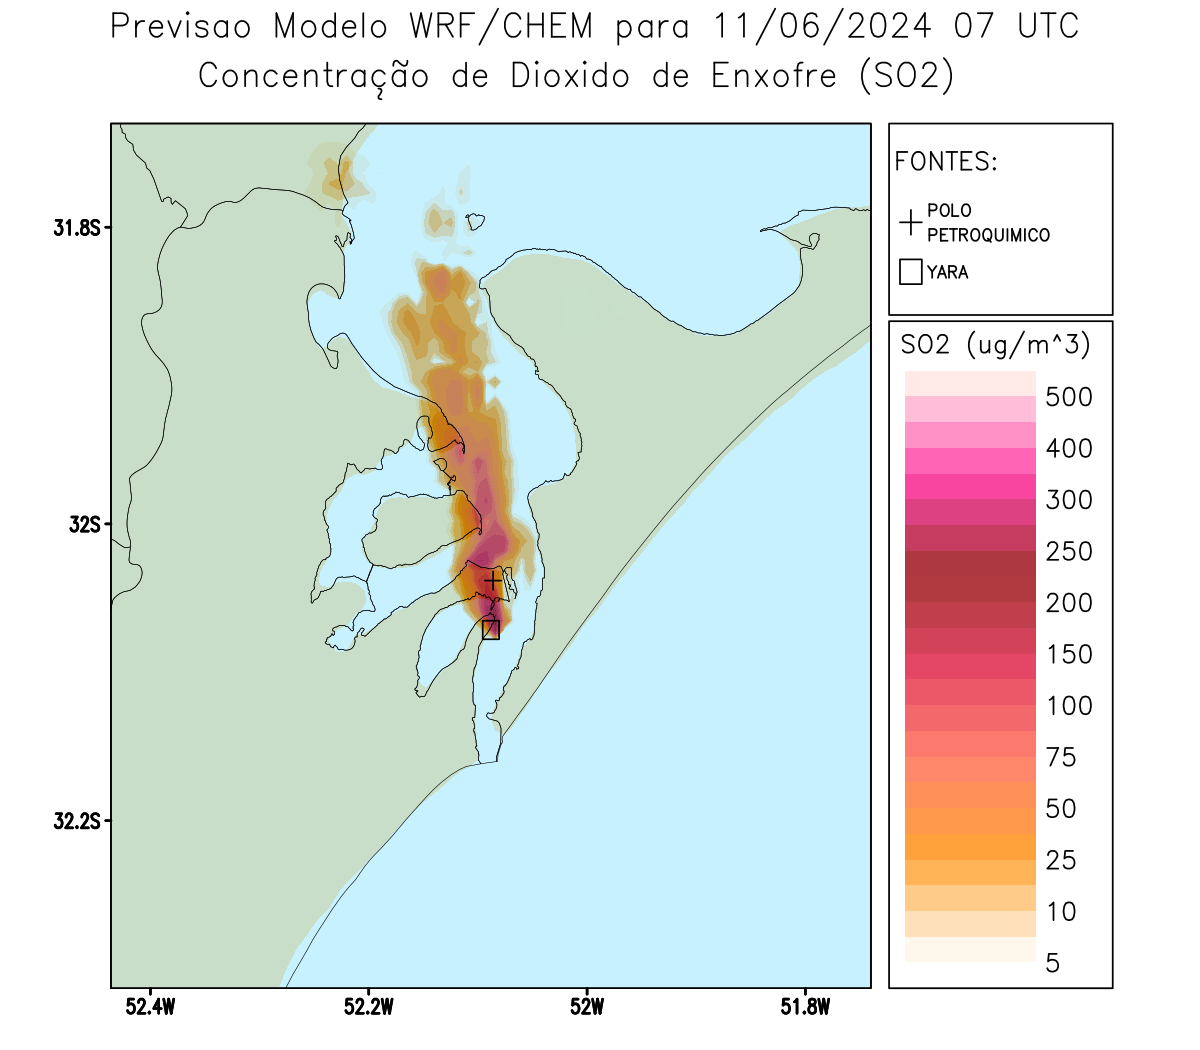 Previsao Modelo WRF/CHEM para 11/06/2024 07 UTC
Concentração de Dioxido de Enxofre (SO2)
FONTES:
POLO
PETROQUIMICO
YARA
SO2 (ug/m^3)
500
400
300
250
200
150
100
75
50
25
10
5
31.8S
32S
32.2S
52.4W
52.2W
52W
51.8W